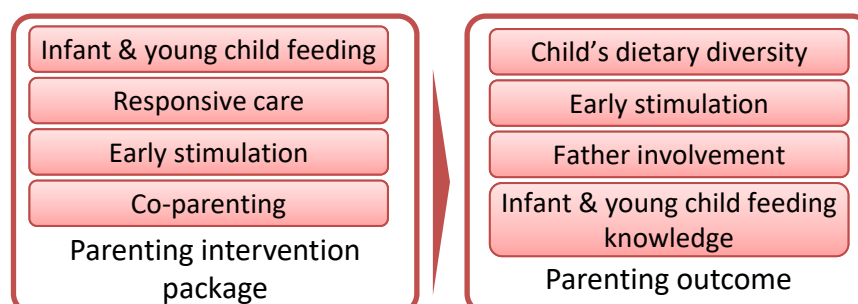 Infant & young child feeding
Responsive care
Early stimulation
Co-parenting
Parenting intervention
package
Child’s dietary diversity
Early stimulation
Father involvement
Infant & young child feeding
knowledge
Parenting outcome